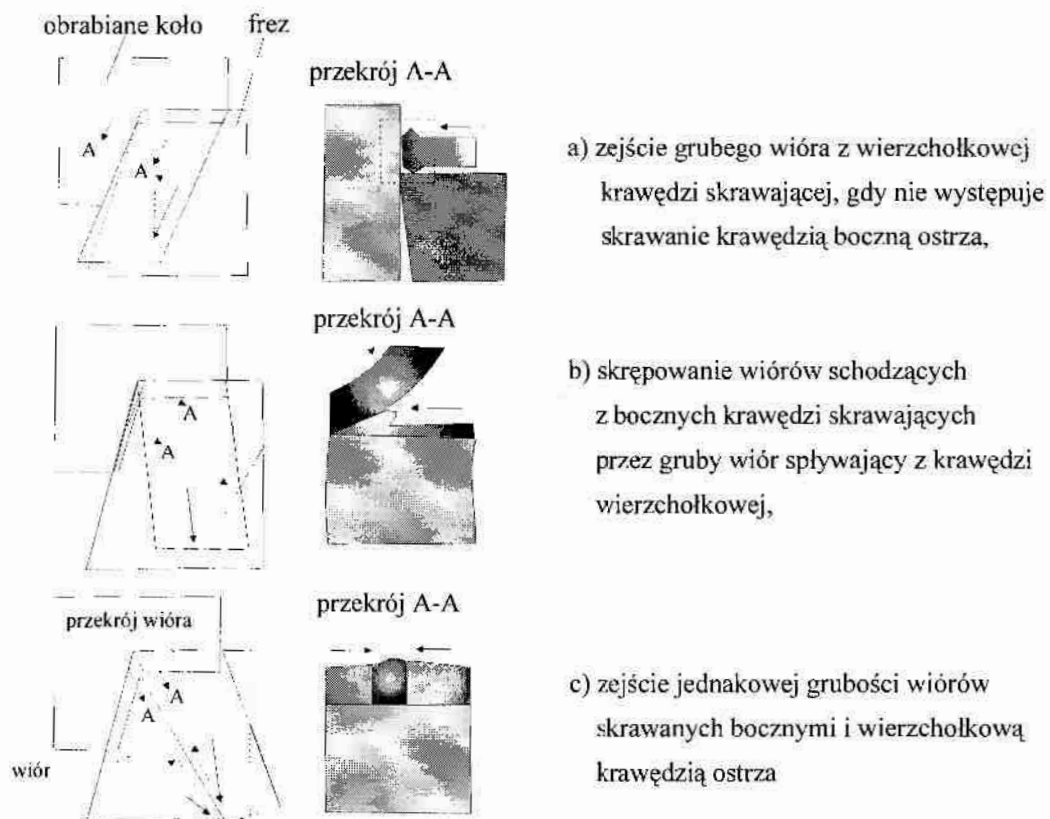 obrabiane koło frez
przekrój A-A
A
A
a) zejście grubego wióra z wierzchołkowej
krawędzi skrawającej, gdy nie występuje
skrawanie krawędzią boczną ostrza,
przekrój A-A
A
A
b) skrępowanie wiórów schodzących
z bocznych krawędzi skrawających
przez gruby wiór spływający z krawędzi
wierzchołkowej,
przekrój wióra
przekrój A-A
A
A
wiór
c) zejście jednakowej grubości wiórów
skrawanych bocznymi i wierzchołkową
krawędzią ostrza